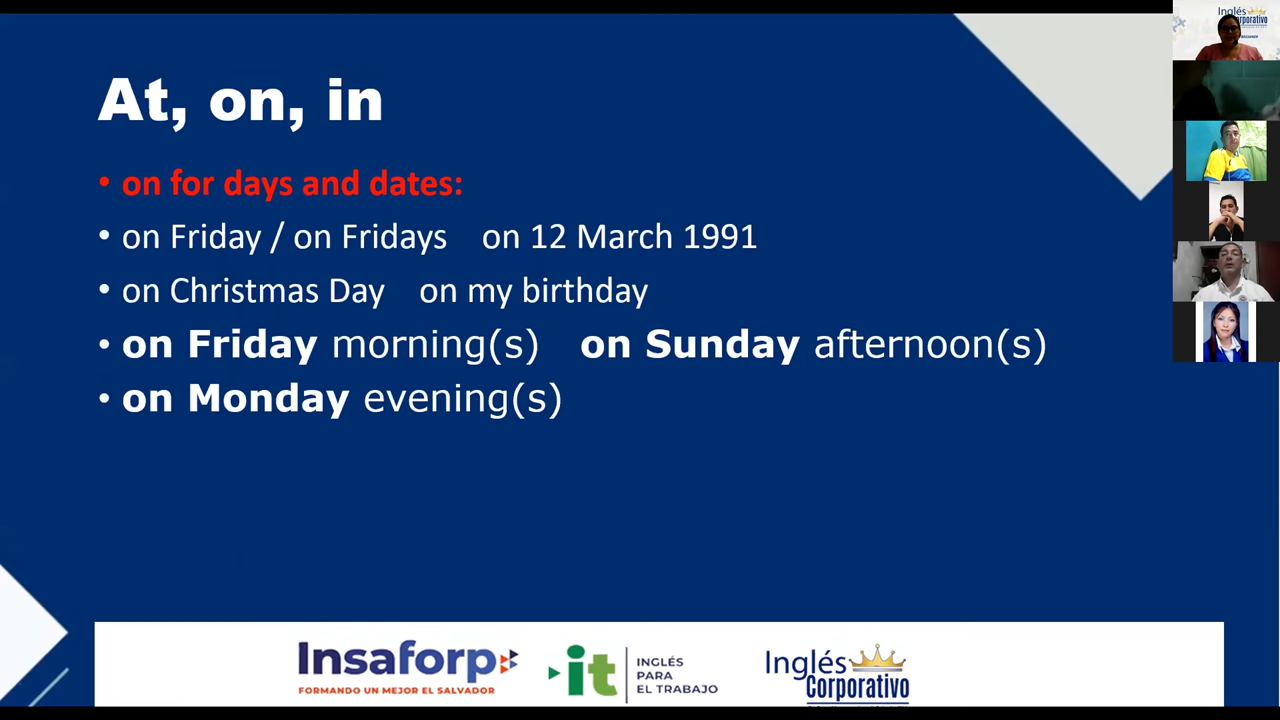 At, on, in
• on for days and dates:
• on Friday / on Fridays on 12 March 1991
• on Christmas Day on my birthday
• on Friday morning(s) on Sunday afternoon(s)
• on Monday evening(s)
Insaforp
FORMANDO UN MEJOR EL SALVADOR
it
INGLÉS
PARA
EL TRABAJO
Inglés
Corporativo
Inglés
Corporativo